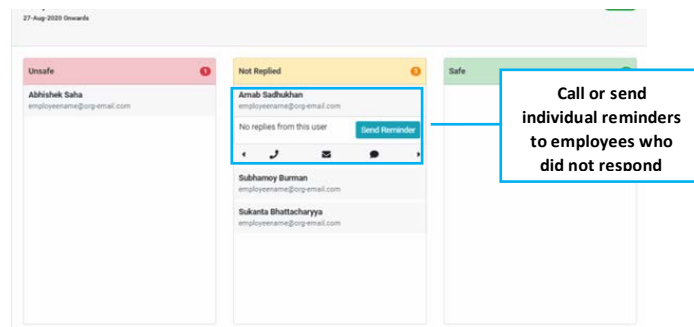 27-Aug-2020 Onwards
Unsafe
1
Abhishek Saha
employeename@org-email.com
Not Replied
3
Arnab Sadhukhan
employeename@org-email.com
No replies from this user
Send Reminder
Subhamoy Burman
employeename@org-email.com
Sukanta Bhattacharyya
employeename@org-email.com
Safe
Call or send
individual reminders
to employees who
did not respond